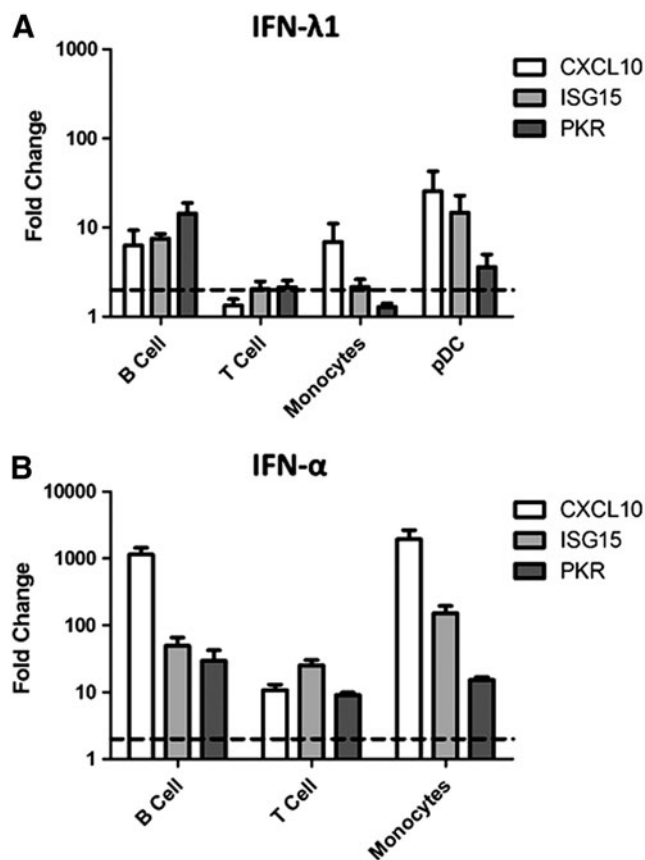 A
IFN-λ1
1000
100
10
1
Fold Change
CXCL10
ISG15
PKR
B Cell
T Cell
Monocytes
pDC
B
IFN-α
10000
1000
100
10
1
Fold Change
CXCL10
ISG15
PKR
B Cell
T Cell
Monocytes